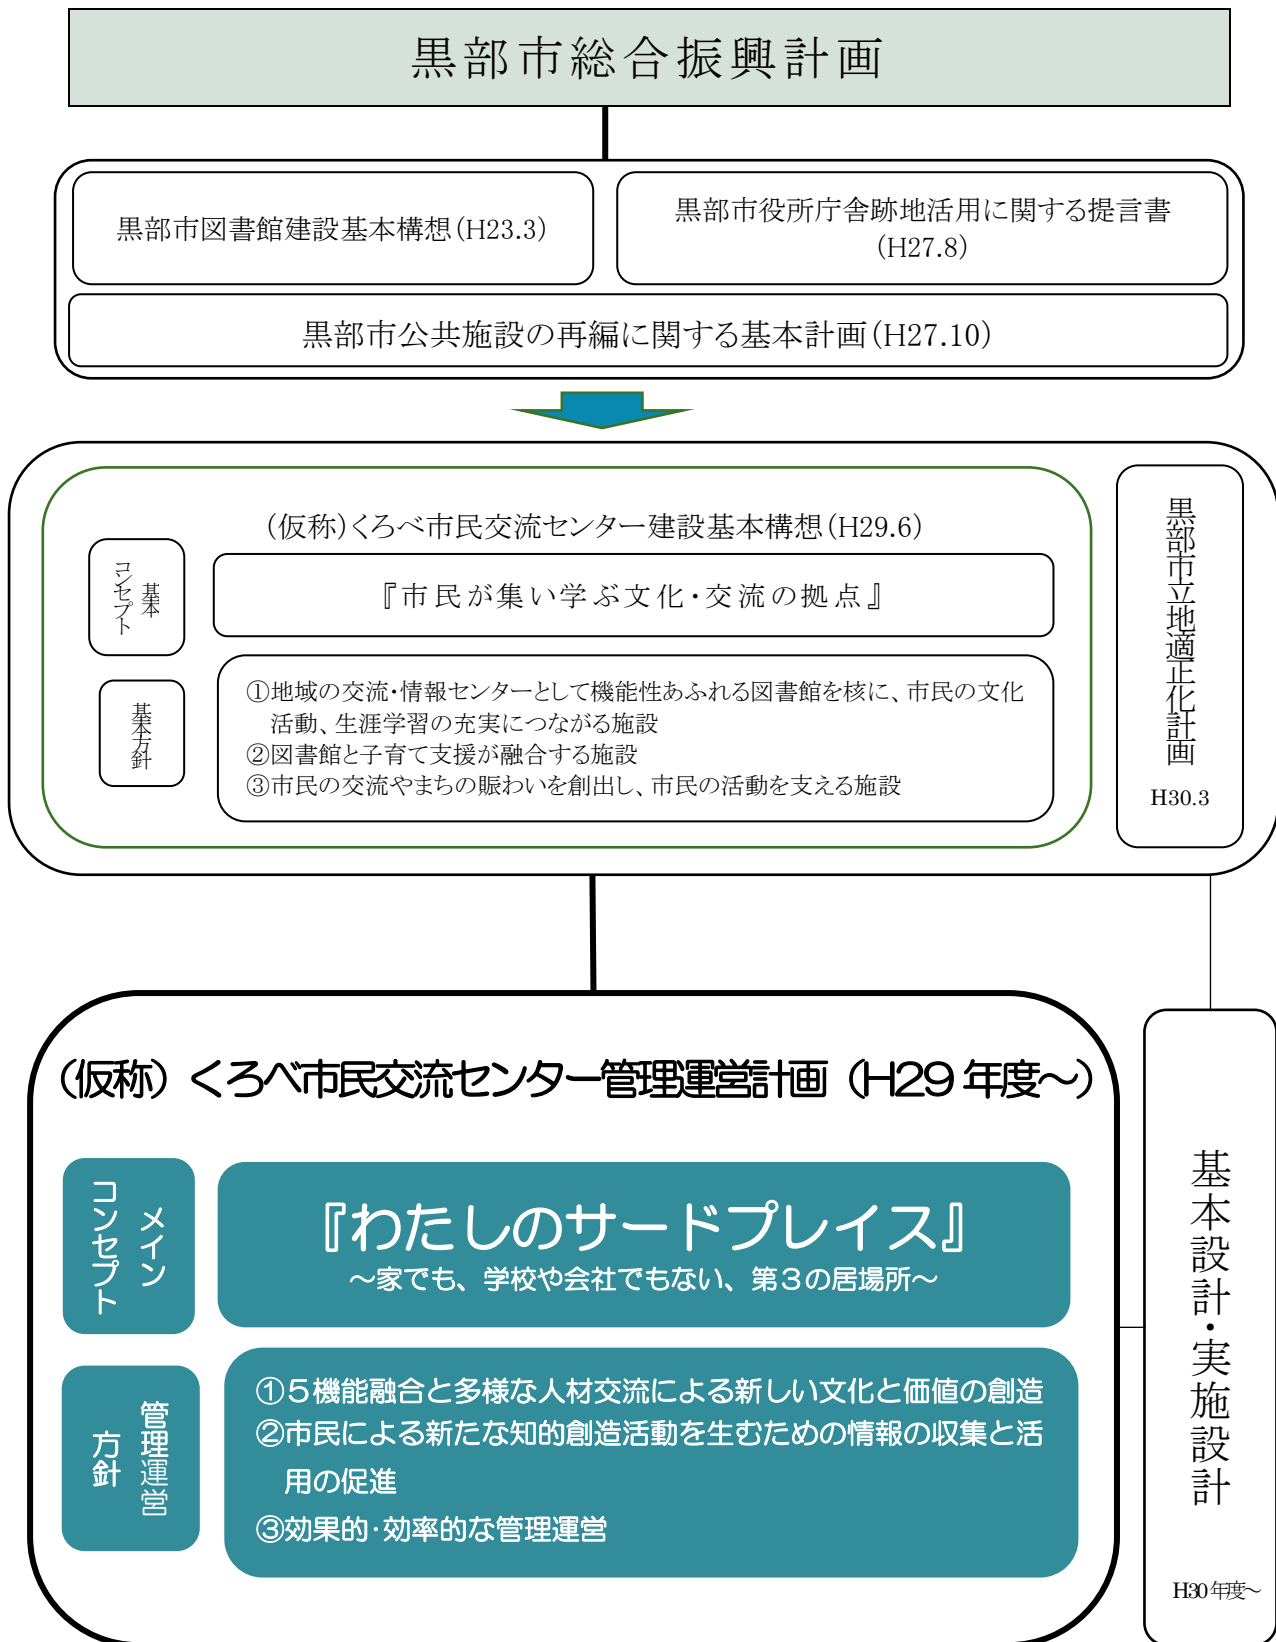 黒部市総合振興計画
黒部市図書館建設基本構想(H23.3)
黒部市役所庁舎跡地活用に関する提言書
(H27.8)
黒部市公共施設の再編に関する基本計画(H27.10)
(仮称)くろべ市民交流センター建設基本構想(H29.6)
基本
コンセプト
『市民が集い学ぶ文化・交流の拠点』
基本方針
①地域の交流・情報センターとして機能性あふれる図書館を核に、市民の文化
活動、生涯学習の充実につながる施設
②図書館と子育て支援が融合する施設
③市民の交流やまちの賑わいを創出し、市民の活動を支える施設
黒部市立地適正化計画
H30.3
(仮称)くろべ市民交流センター管理運営計画(H29年度～)
メイン
コンセプト
『わたしのサードプレイス』
～家でも、学校や会社でもない、第3の居場所～
管理運営
方針
①5機能融合と多様な人材交流による新しい文化と価値の創造
②市民による新たな知的創造活動を生むための情報の収集と活
用の促進
③効果的・効率的な管理運営
基本設計・実施設計
H30年度～